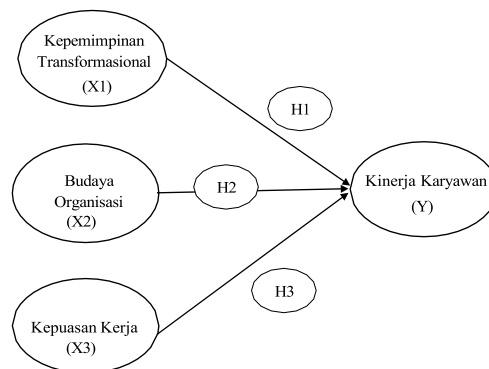 Kepemimpinan
Transformasional
(X1)
H1
Budaya
Organisasi
(X2)
H2
Kinerja Karyawan
(Y)
H3
Kepuasan Kerja
(X3)